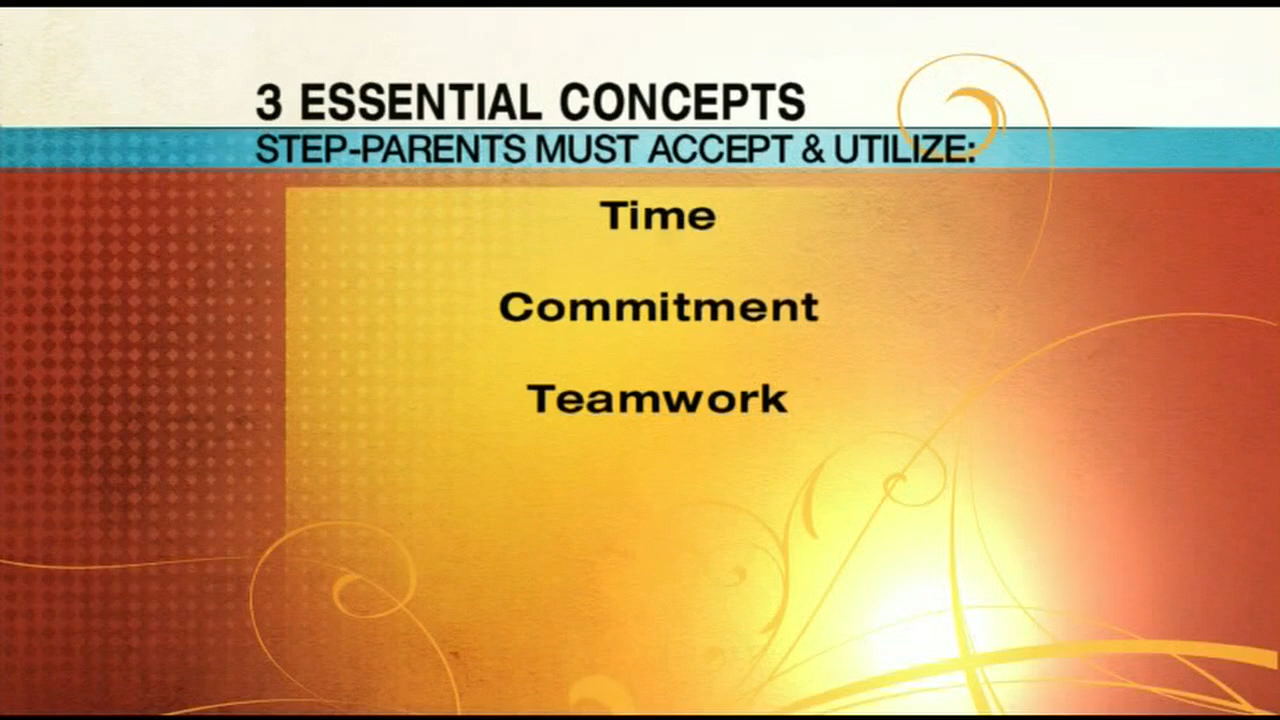 3 ESSENTIAL CONCEPTS
STEP-PARENTS MUST ACCEPT & UTILIZE:
Time
Commitment
Teamwork